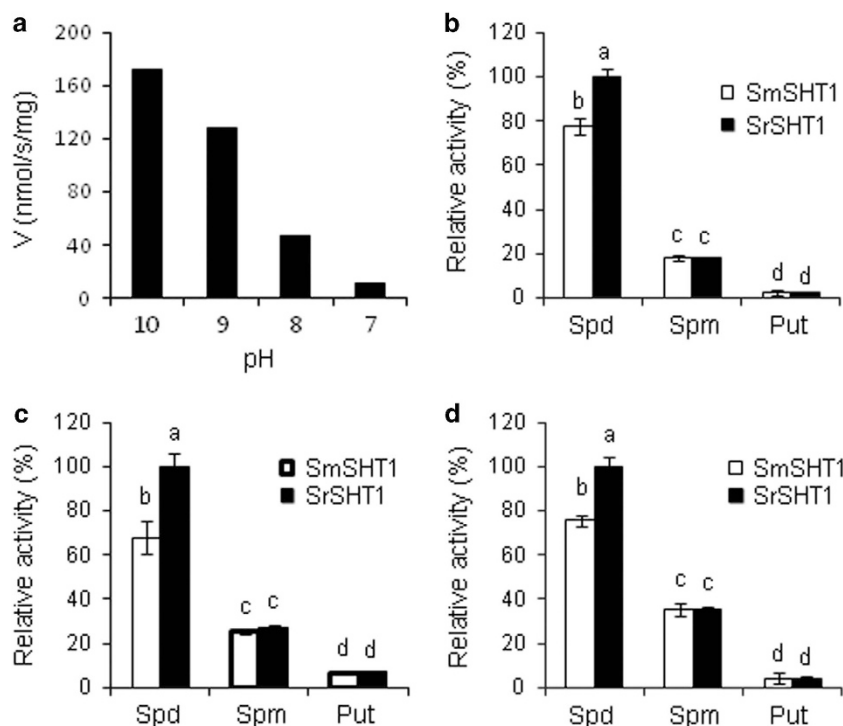 a
V (nmol/s/mg)
200
160
120
80
40
0
10 9 8 7
pH
b
Relative activity (%)
120
100
80
60
40
20
0
b a
c c
d d
SmSHT1
SrSHT1
Spd Spm Put
c
Relative activity (%)
120
100
80
60
40
20
0
b a
c c
d d
SmSHT1
SrSHT1
Spd Spm Put
d
Relative activity (%)
120
100
80
60
40
20
0
b a
c c
d d
SmSHT1
SrSHT1
Spd Spm Put